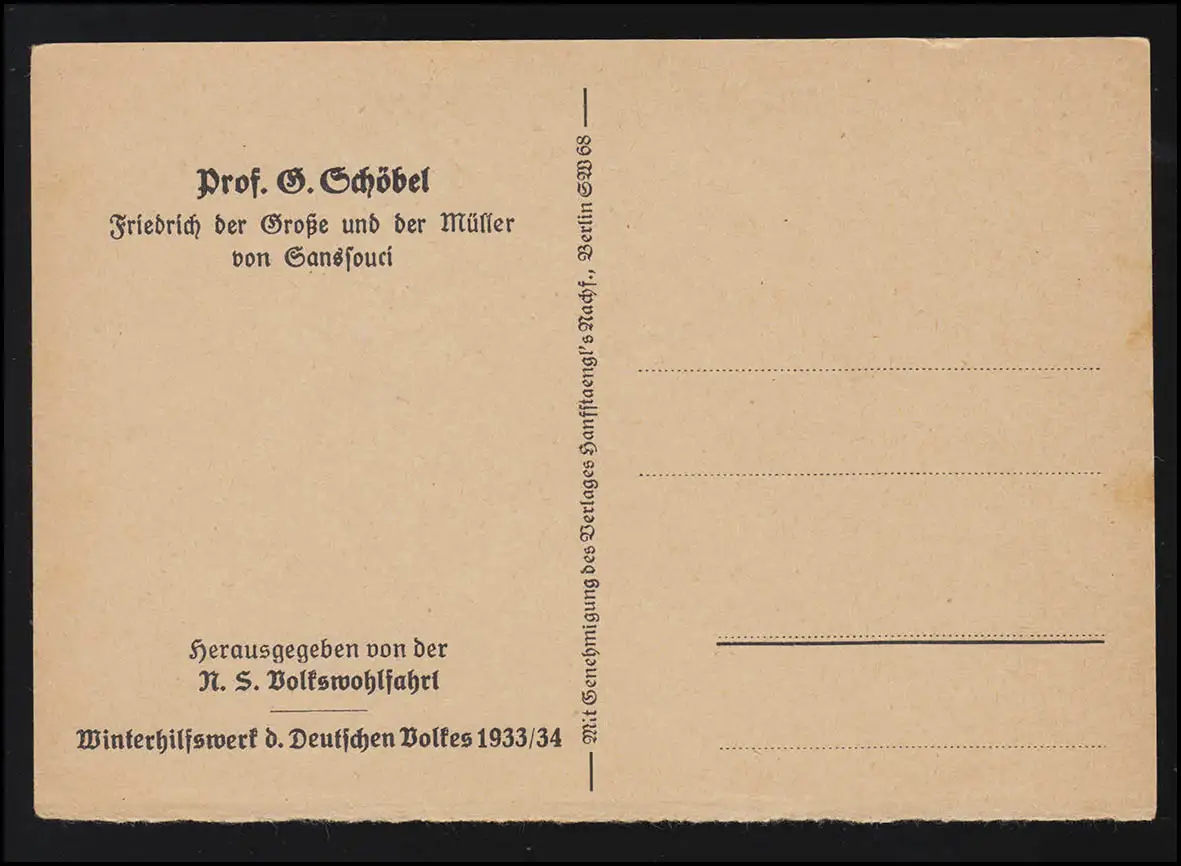 Prof. G. Schöbel
Friedrich der Große und der Müller
von Sanssouci
Herausgegeben von der
N. S. Volkswohlfahrt
Winterhilfswerk d. Deutschen Volkes 1933/34
Mit Genehmigung des Verlages Hanfstaengl's Nachf., Berlin SW 68